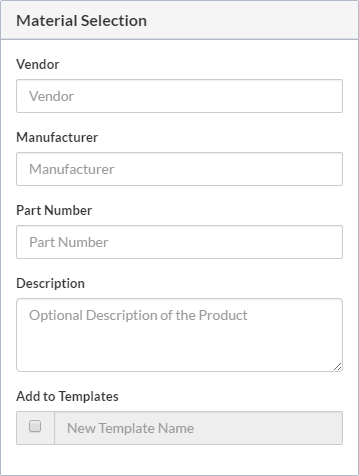 Material Selection
Vendor
Vendor
Manufacturer
Manufacturer
Part Number
Part Number
Description
Optional Description of the Product
Add to Templates
New Template Name